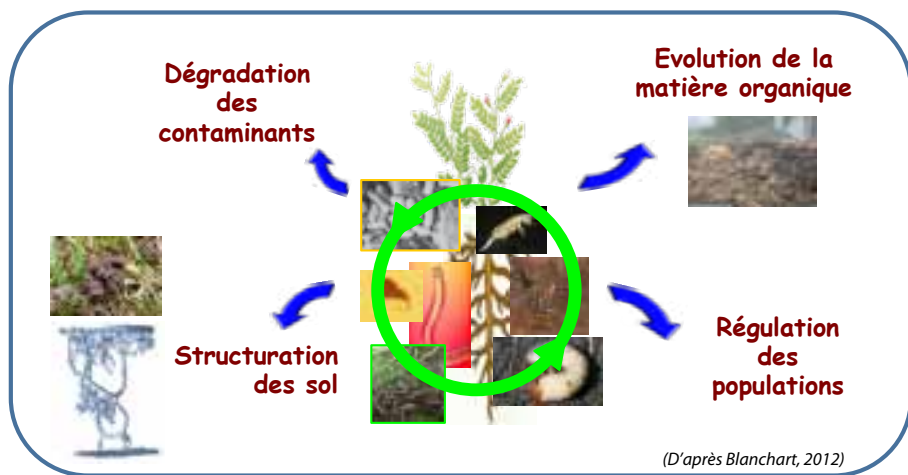 Dégradation
des
contaminants
Evolution de la
matière organique
Structuration
des sol
Régulation
des
populations
(D'après Blanchart, 2012)